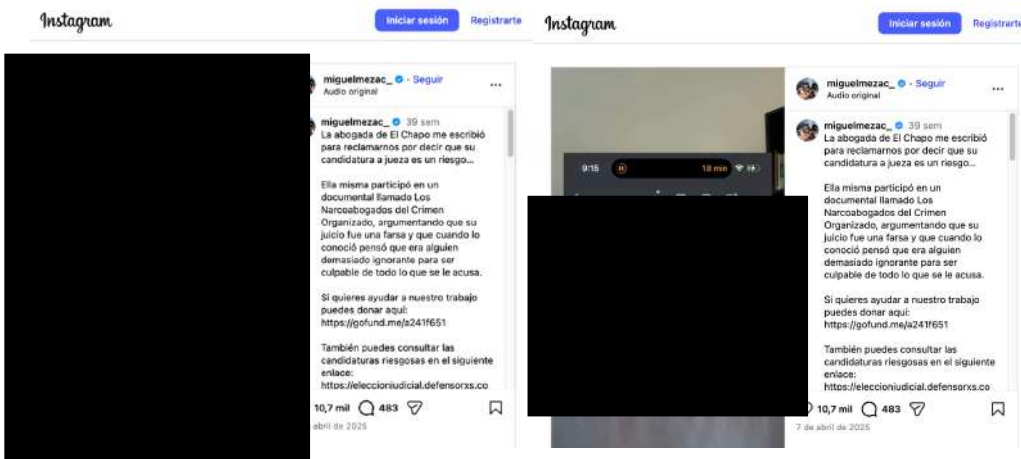 Instagram
Iniciar sesión
Registrarte
miguelmezac_ · Seguir
Audio original
miguelmezac_ 39 sem
La abogada de El Chapo me escribió
para reclamarnos por decir que su
candidatura a jueza es un riesgo...
Ella misma participó en un
documental llamado Los
Narcoabogados del Crimen
Organizado, argumentando que su
juicio fue una farsa y que cuando lo
conoció pensó que era alguien
demasiado ignorante para ser
culpable de todo lo que se le acusa.
Si quieres ayudar a nuestro trabajo
puedes donar aquí:
https://gofund.me/a241f651
También puedes consultar las
candidaturas riesgosas en el siguiente
enlace:
https://eleccionjudicial.defensorxs.co
10,7 mil 483
abril de 2025
Instagram
Iniciar sesión
Registrarte
miguelmezac_ · Seguir
Audio original
9:15
18 min
miguelmezac_ 39 sem
La abogada de El Chapo me escribió
para reclamarnos por decir que su
candidatura a jueza es un riesgo...
Ella misma participó en un
documental llamado Los
Narcoabogados del Crimen
Organizado, argumentando que su
juicio fue una farsa y que cuando lo
conoció pensó que era alguien
demasiado ignorante para ser
culpable de todo lo que se le acusa.
Si quieres ayudar a nuestro trabajo
puedes donar aquí:
https://gofund.me/a241f651
También puedes consultar las
candidaturas riesgosas en el siguiente
enlace:
https://eleccionjudicial.defensorxs.co
10,7 mil 483
7 de abril de 2025